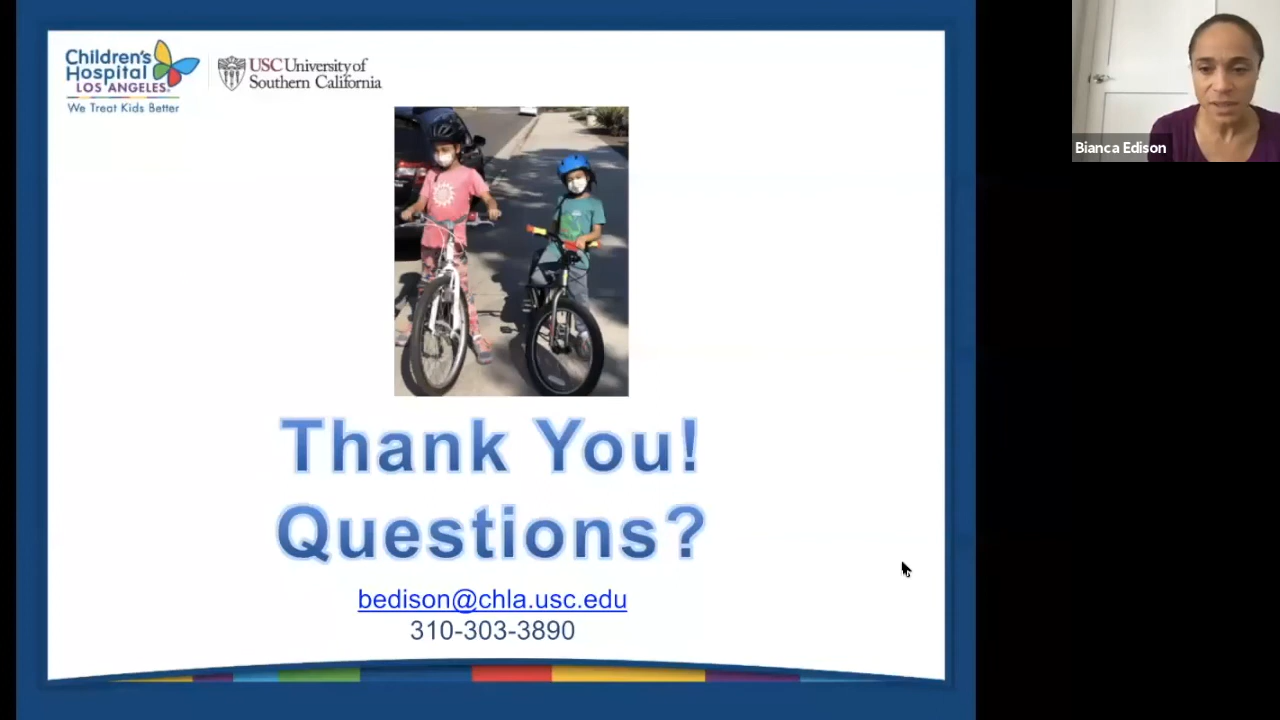 Children's
Hospital
LOS ANGELES
We Treat Kids Better
USC University of
Southern California
Bianca Edison
Thank You!
Questions?
bedison@chla.usc.edu
310-303-3890